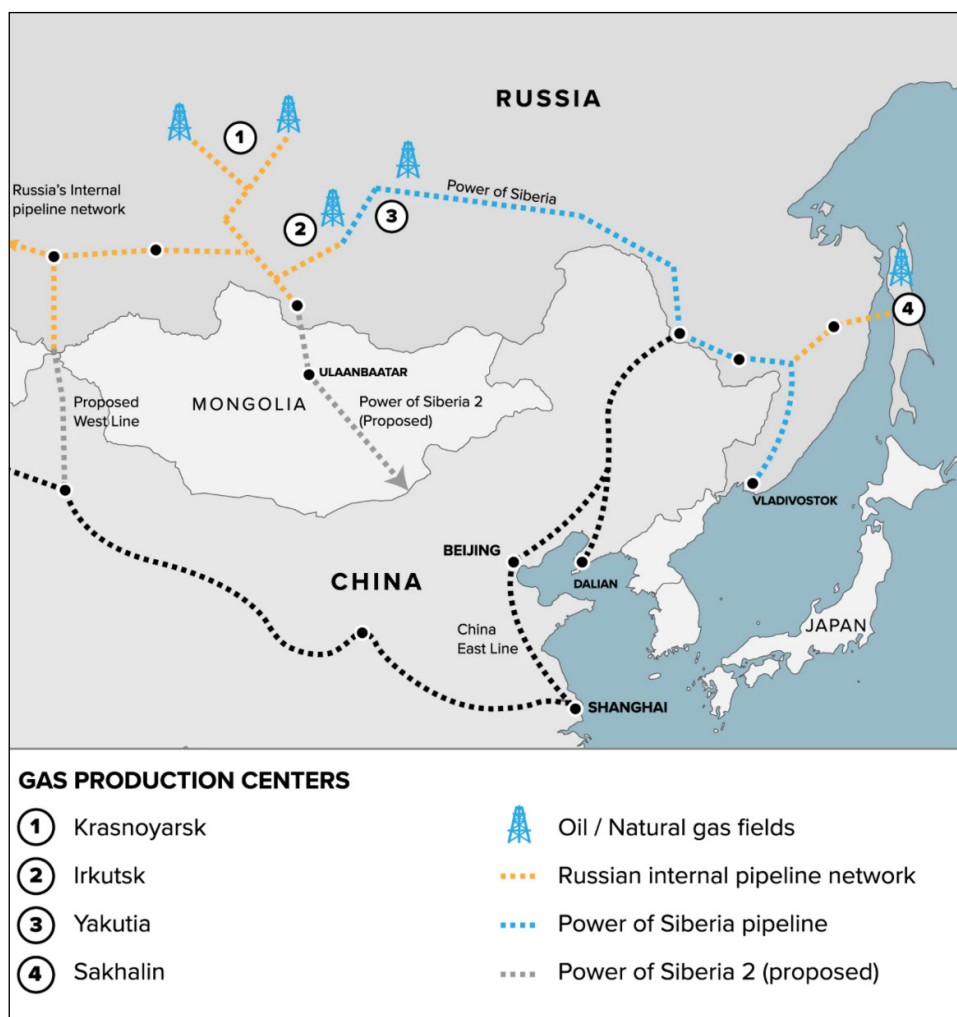 RUSSIA
1
Russia's Internal
pipeline network
Power of Siberia
2
3
4
ULAANBAATAR
MONGOLIA
Proposed
West Line
Power of Siberia 2
(Proposed)
VLADIVOSTOK
BEIJING
DALIAN
CHINA
JAPAN
China
East Line
SHANGHAI
GAS PRODUCTION CENTERS
1 Krasnoyarsk
2 Irkutsk
3 Yakutia
4 Sakhalin
Oil / Natural gas fields
Russian internal pipeline network
Power of Siberia pipeline
Power of Siberia 2 (proposed)